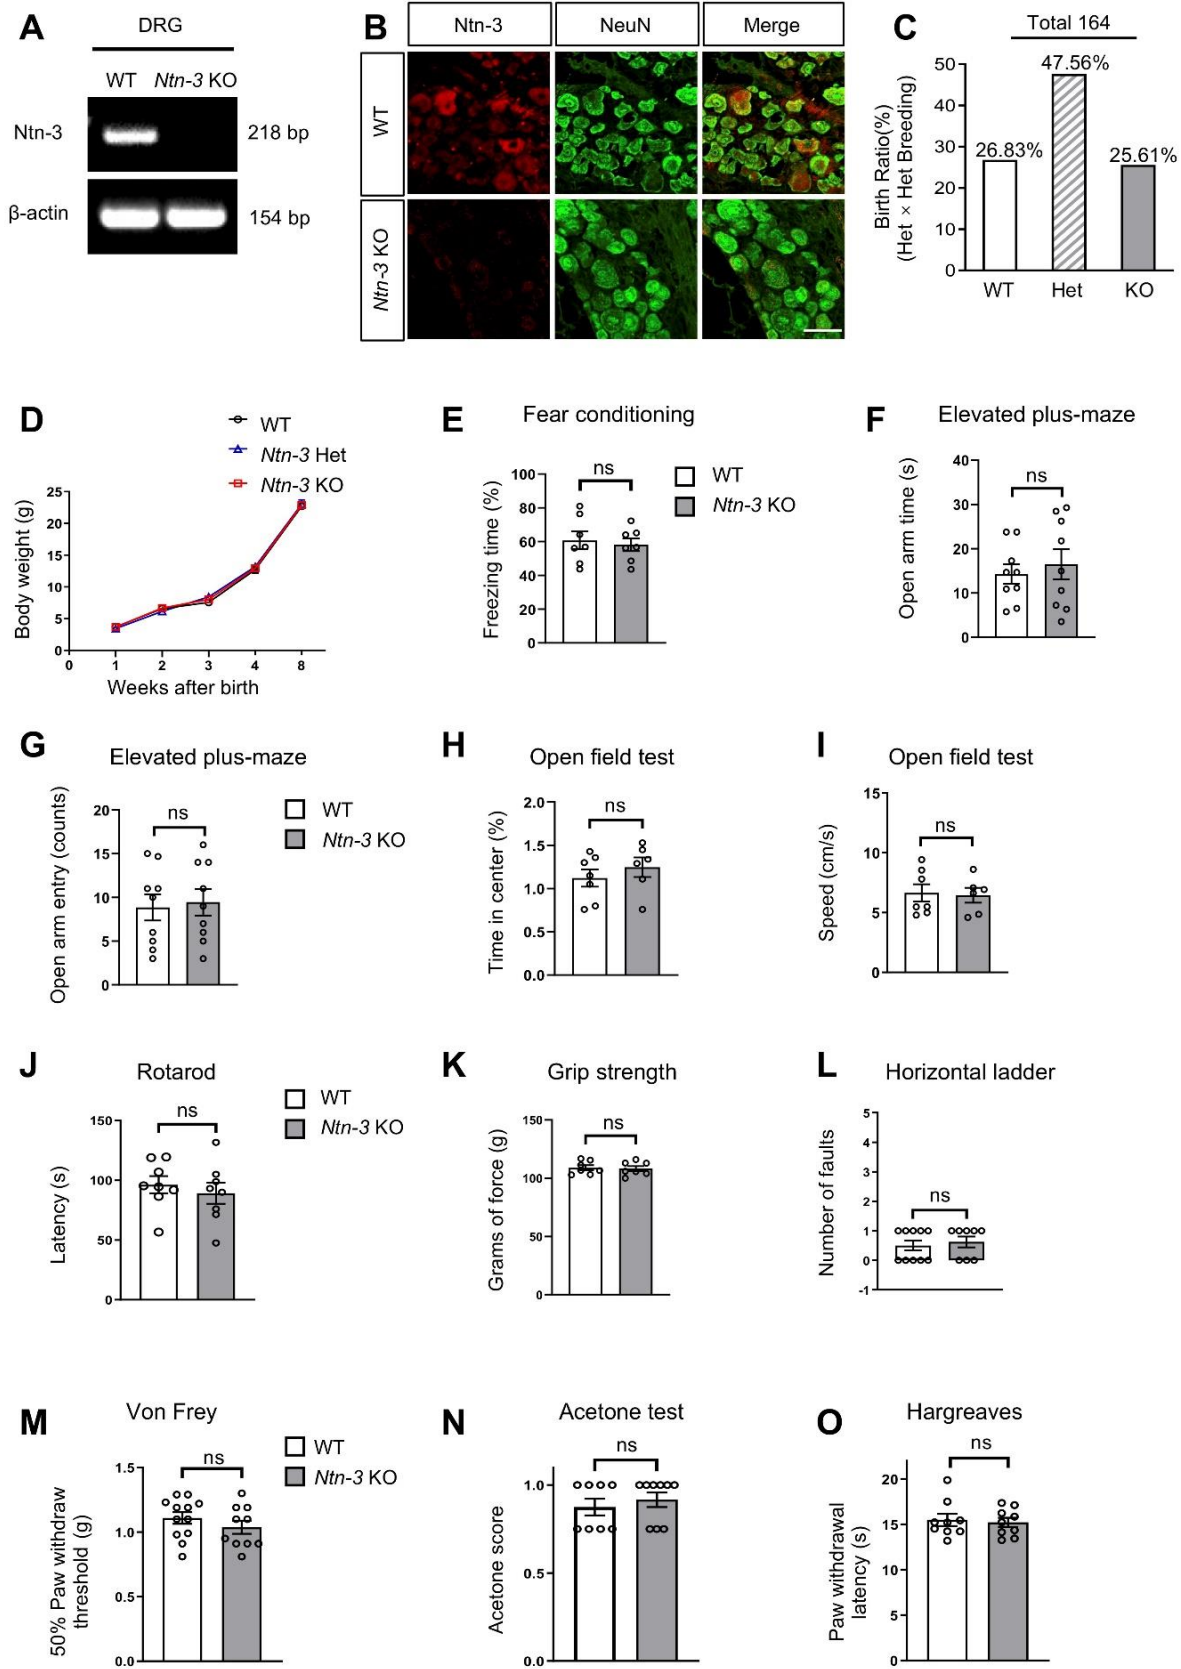 A
DRG
WT Ntn-3 KO
Ntn-3
218 bp
β-actin
154 bp
B
Ntn-3
NeuN
Merge
WT
Ntn-3 KO
C
Total 164
Birth Ratio(%)
(Het × Het Breeding)
50
40
30
20
10
0
26.83%
47.56%
25.61%
WT
Het
KO
D
WT
Ntn-3 Het
Ntn-3 KO
Body weight (g)
25
20
15
10
5
0
0 1 2 3 4 8
Weeks after birth
E
Fear conditioning
Freezing time (%)
100
80
60
40
20
0
ns
WT
Ntn-3 KO
F
Elevated plus-maze
Open arm time (s)
40
30
20
10
0
ns
G
Elevated plus-maze
Open arm entry (counts)
20
15
10
5
0
ns
WT
Ntn-3 KO
H
Open field test
Time in center (%)
2.0
1.5
1.0
0.5
0.0
ns
I
Open field test
Speed (cm/s)
15
10
5
0
ns
J
Rotarod
Latency (s)
150
100
50
0
ns
WT
Ntn-3 KO
K
Grip strength
Grams of force (g)
150
100
50
0
ns
L
Horizontal ladder
Number of faults
5
4
3
2
1
0
-1
ns
M
Von Frey
50% Paw withdraw
threshold (g)
1.5
1.0
0.5
0.0
ns
WT
Ntn-3 KO
N
Acetone test
Acetone score
1.0
0.5
0.0
ns
O
Hargreaves
Paw withdrawal
latency (s)
20
15
10
5
0
ns